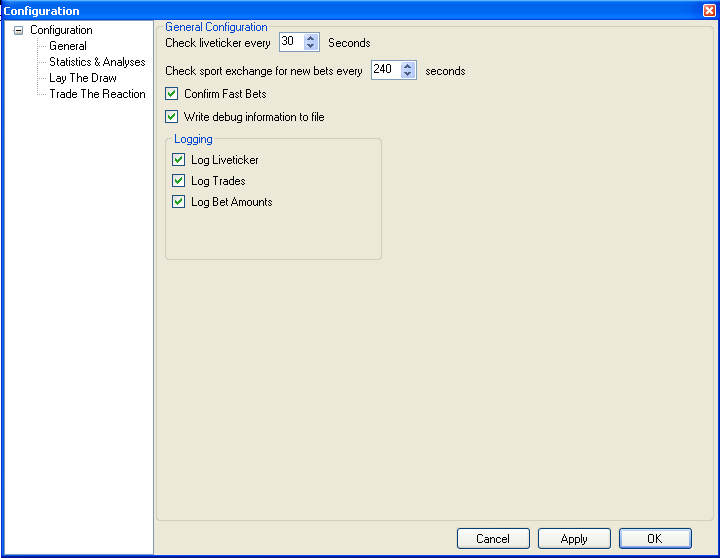 Configuration
Configuration
General
Statistics & Analyses
Lay The Draw
Trade The Reaction
General Configuration
Check liveticker every 30 Seconds
Check sport exchange for new bets every 240 seconds
Confirm Fast Bets
Write debug information to file
Logging
Log Liveticker
Log Trades
Log Bet Amounts
Cancel Apply OK